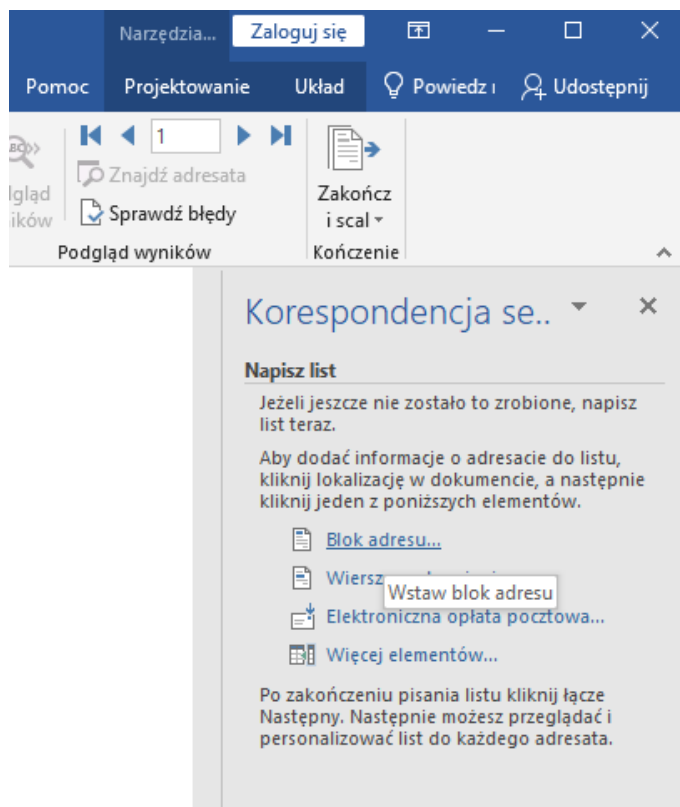 Narzędzia... Zaloguj się
Pomoc Projektowanie Układ Powiedz Udostępnij
1
Znajdź adresata
Sprawdź błędy
Podgląd wyników
Zakończ
i scal
Kończenie
Korespondencja se..
Napisz list
Jeżeli jeszcze nie zostało to zrobione, napisz
list teraz.
Aby dodać informacje o adresacie do listu,
kliknij lokalizację w dokumencie, a następnie
kliknij jeden z poniższych elementów.
Blok adresu...
Wstaw blok adresu
Elektroniczna opłata pocztowa...
Więcej elementów...
Po zakończeniu pisania listu kliknij łącze
Następny. Następnie możesz przeglądać i
personalizować list do każdego adresata.